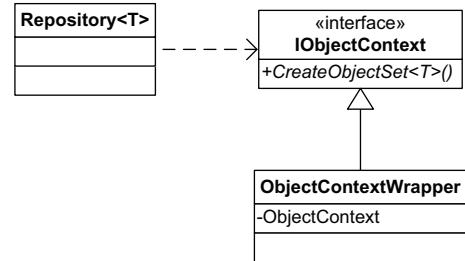 Repository<T>
«interface»
IObjectContext
+CreateObjectSet<T>()
ObjectContextWrapper
-ObjectContext